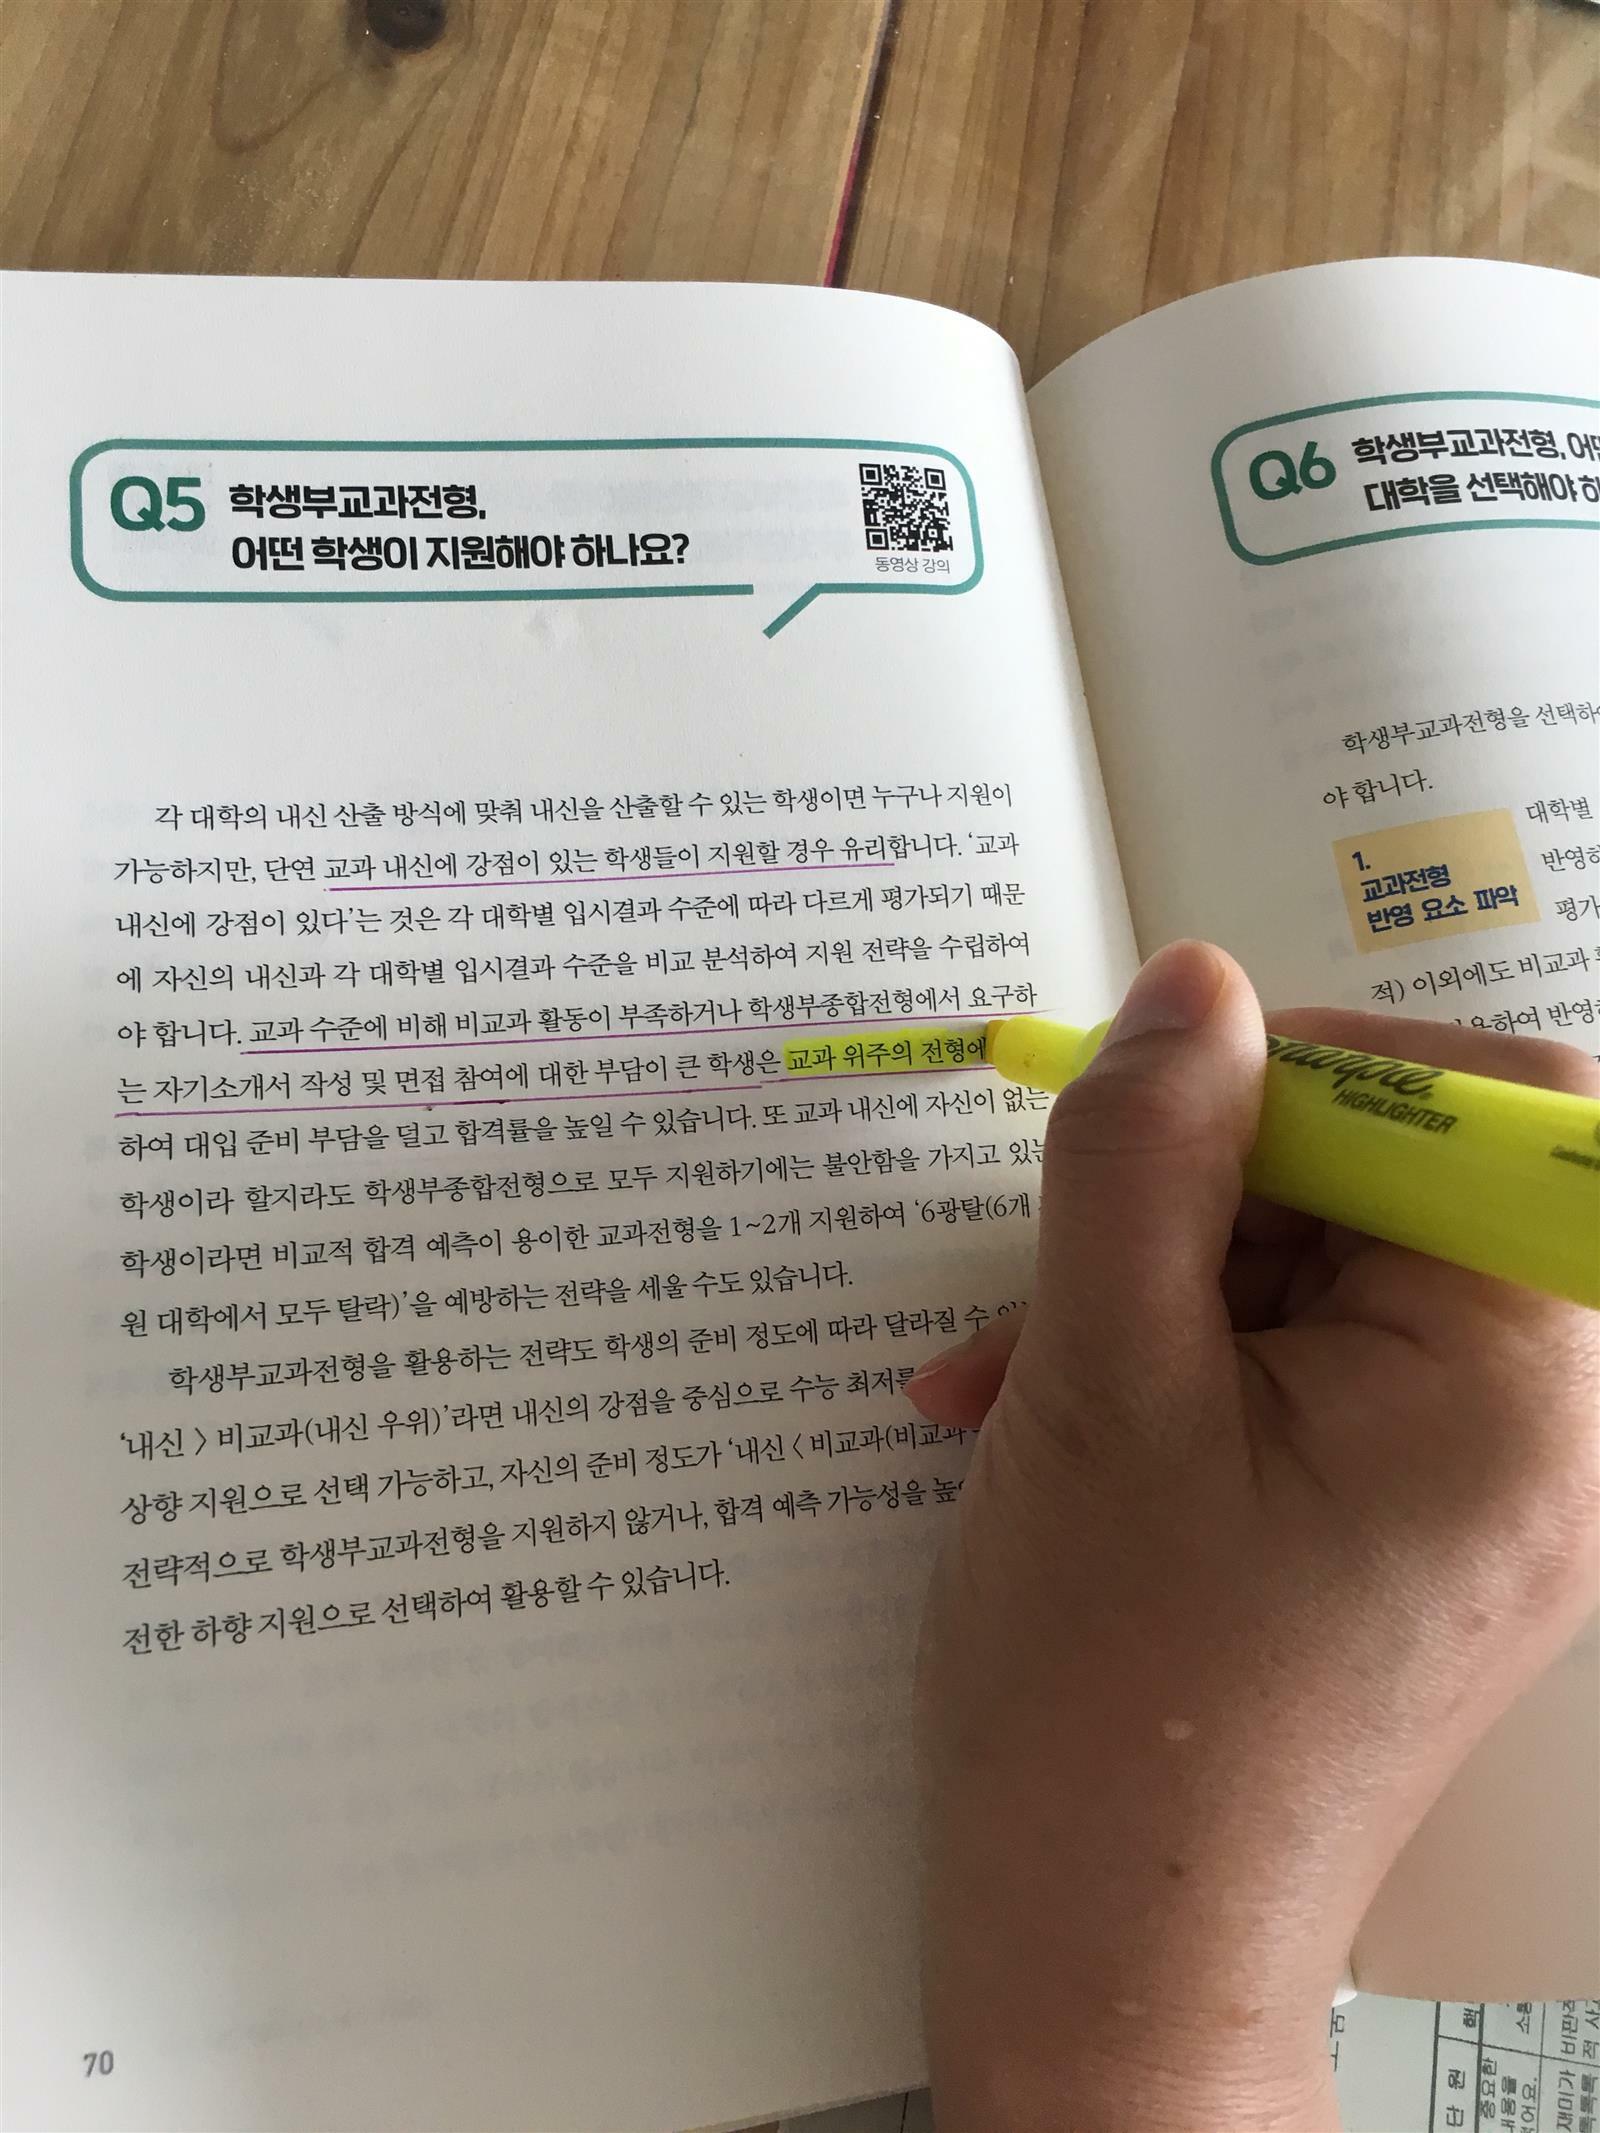 Q5 학생부교과전형,
어떤 학생이 지원해야 하나요?
동영상 강의
각 대학의 내신 산출 방식에 맞춰 내신을 산출할 수 있는 학생이면 누구나 지원이
가능하지만, 단연 교과 내신에 강점이 있는 학생들이 지원할 경우 유리합니다. ‘교과
내신에 강점이 있다’는 것은 각 대학별 입시결과 수준에 따라 다르게 평가되기 때문
에 자신의 내신과 각 대학별 입시결과 수준을 비교 분석하여 지원 전략을 수립하여
야 합니다. 교과 수준에 비해 비교과 활동이 부족하거나 학생부종합전형에서 요구하
는 자기소개서 작성 및 면접 참여에 대한 부담이 큰 학생은 교과 위주의 전형에
하여 대입 준비 부담을 덜고 합격률을 높일 수 있습니다. 또 교과 내신에 자신이 없는
학생이라 할지라도 학생부종합전형으로 모두 지원하기에는 불안함을 가지고 있는
학생이라면 비교적 합격 예측이 용이한 교과전형을 1~2개 지원하여 ‘6광탈(6개
원 대학에서 모두 탈락)’을 예방하는 전략을 세울 수도 있습니다.
학생부교과전형을 활용하는 전략도 학생의 준비 정도에 따라 달라질 수
‘내신 > 비교과(내신 우위)’라면 내신의 강점을 중심으로 수능 최저를
상향 지원으로 선택 가능하고, 자신의 준비 정도가 ‘내신 < 비교과(비교과
전략적으로 학생부교과전형을 지원하지 않거나, 합격 예측 가능성을
전한 하향 지원으로 선택하여 활용할 수 있습니다.
70
Q6 학생부교과전형,
대학을 선택해야
학생부교과전형을
야 합니다.
1.
교과전형
반영 요소 파악
대학별
적) 이외에도 비교과
HIGHLIGHTER
단원
중요한
재미가